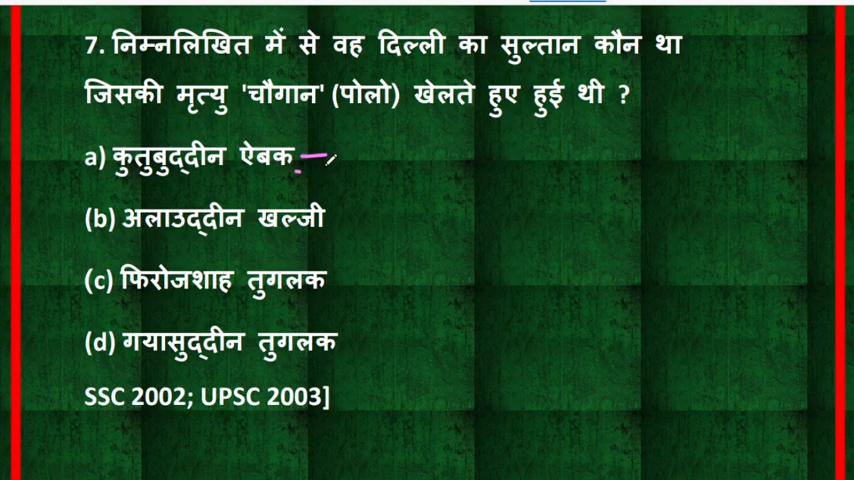 7. निम्नलिखित में से वह दिल्ली का सुल्तान कौन था
जिसकी मृत्यु 'चौगान' (पोलो) खेलते हुए हुई थी ?
a) कुतुबुद्दीन ऐबक
(b) अलाउद्दीन खल्जी
(c) फिरोजशाह तुगलक
(d) गयासुद्दीन तुगलक
SSC 2002; UPSC 2003]